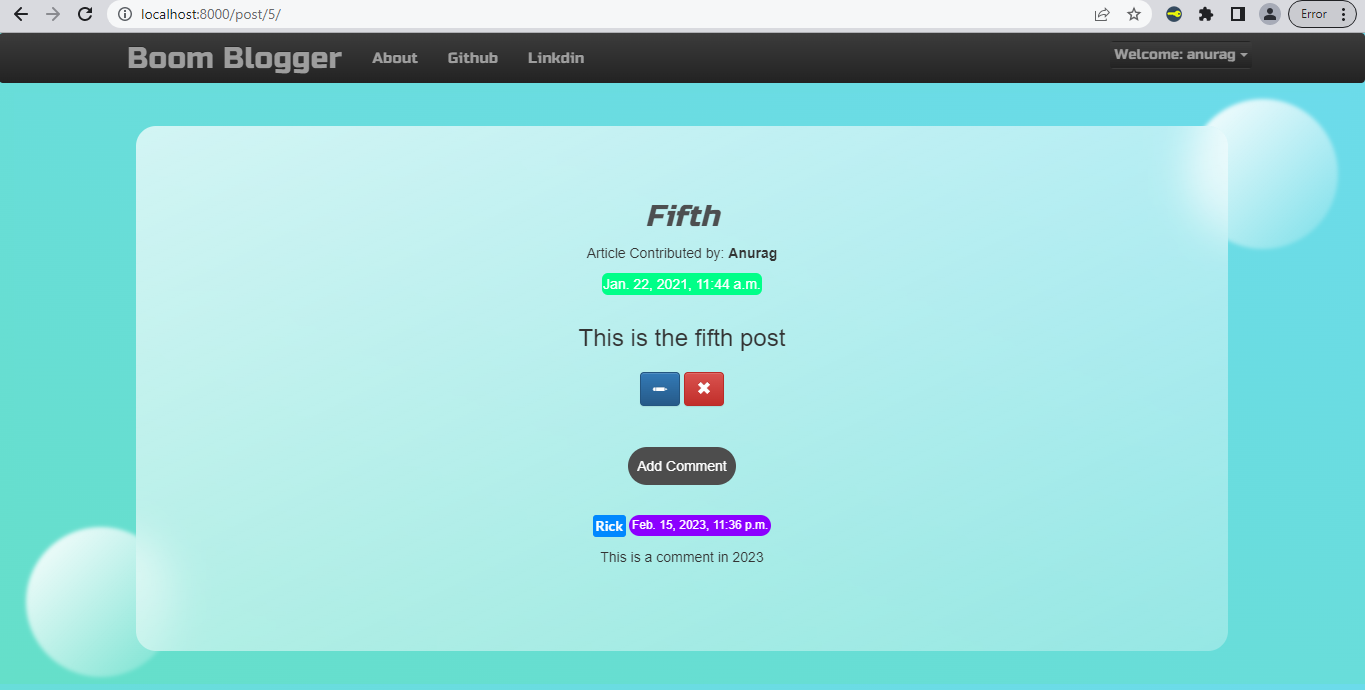 localhost:8000/post/5/
Error
Boom Blogger About Github Linkdin Welcome: anurag
Fifth
Article Contributed by: Anurag
Jan. 22, 2021, 11:44 a.m.
This is the fifth post
Add Comment
Rick Feb. 15, 2023, 11:36 p.m.
This is a comment in 2023